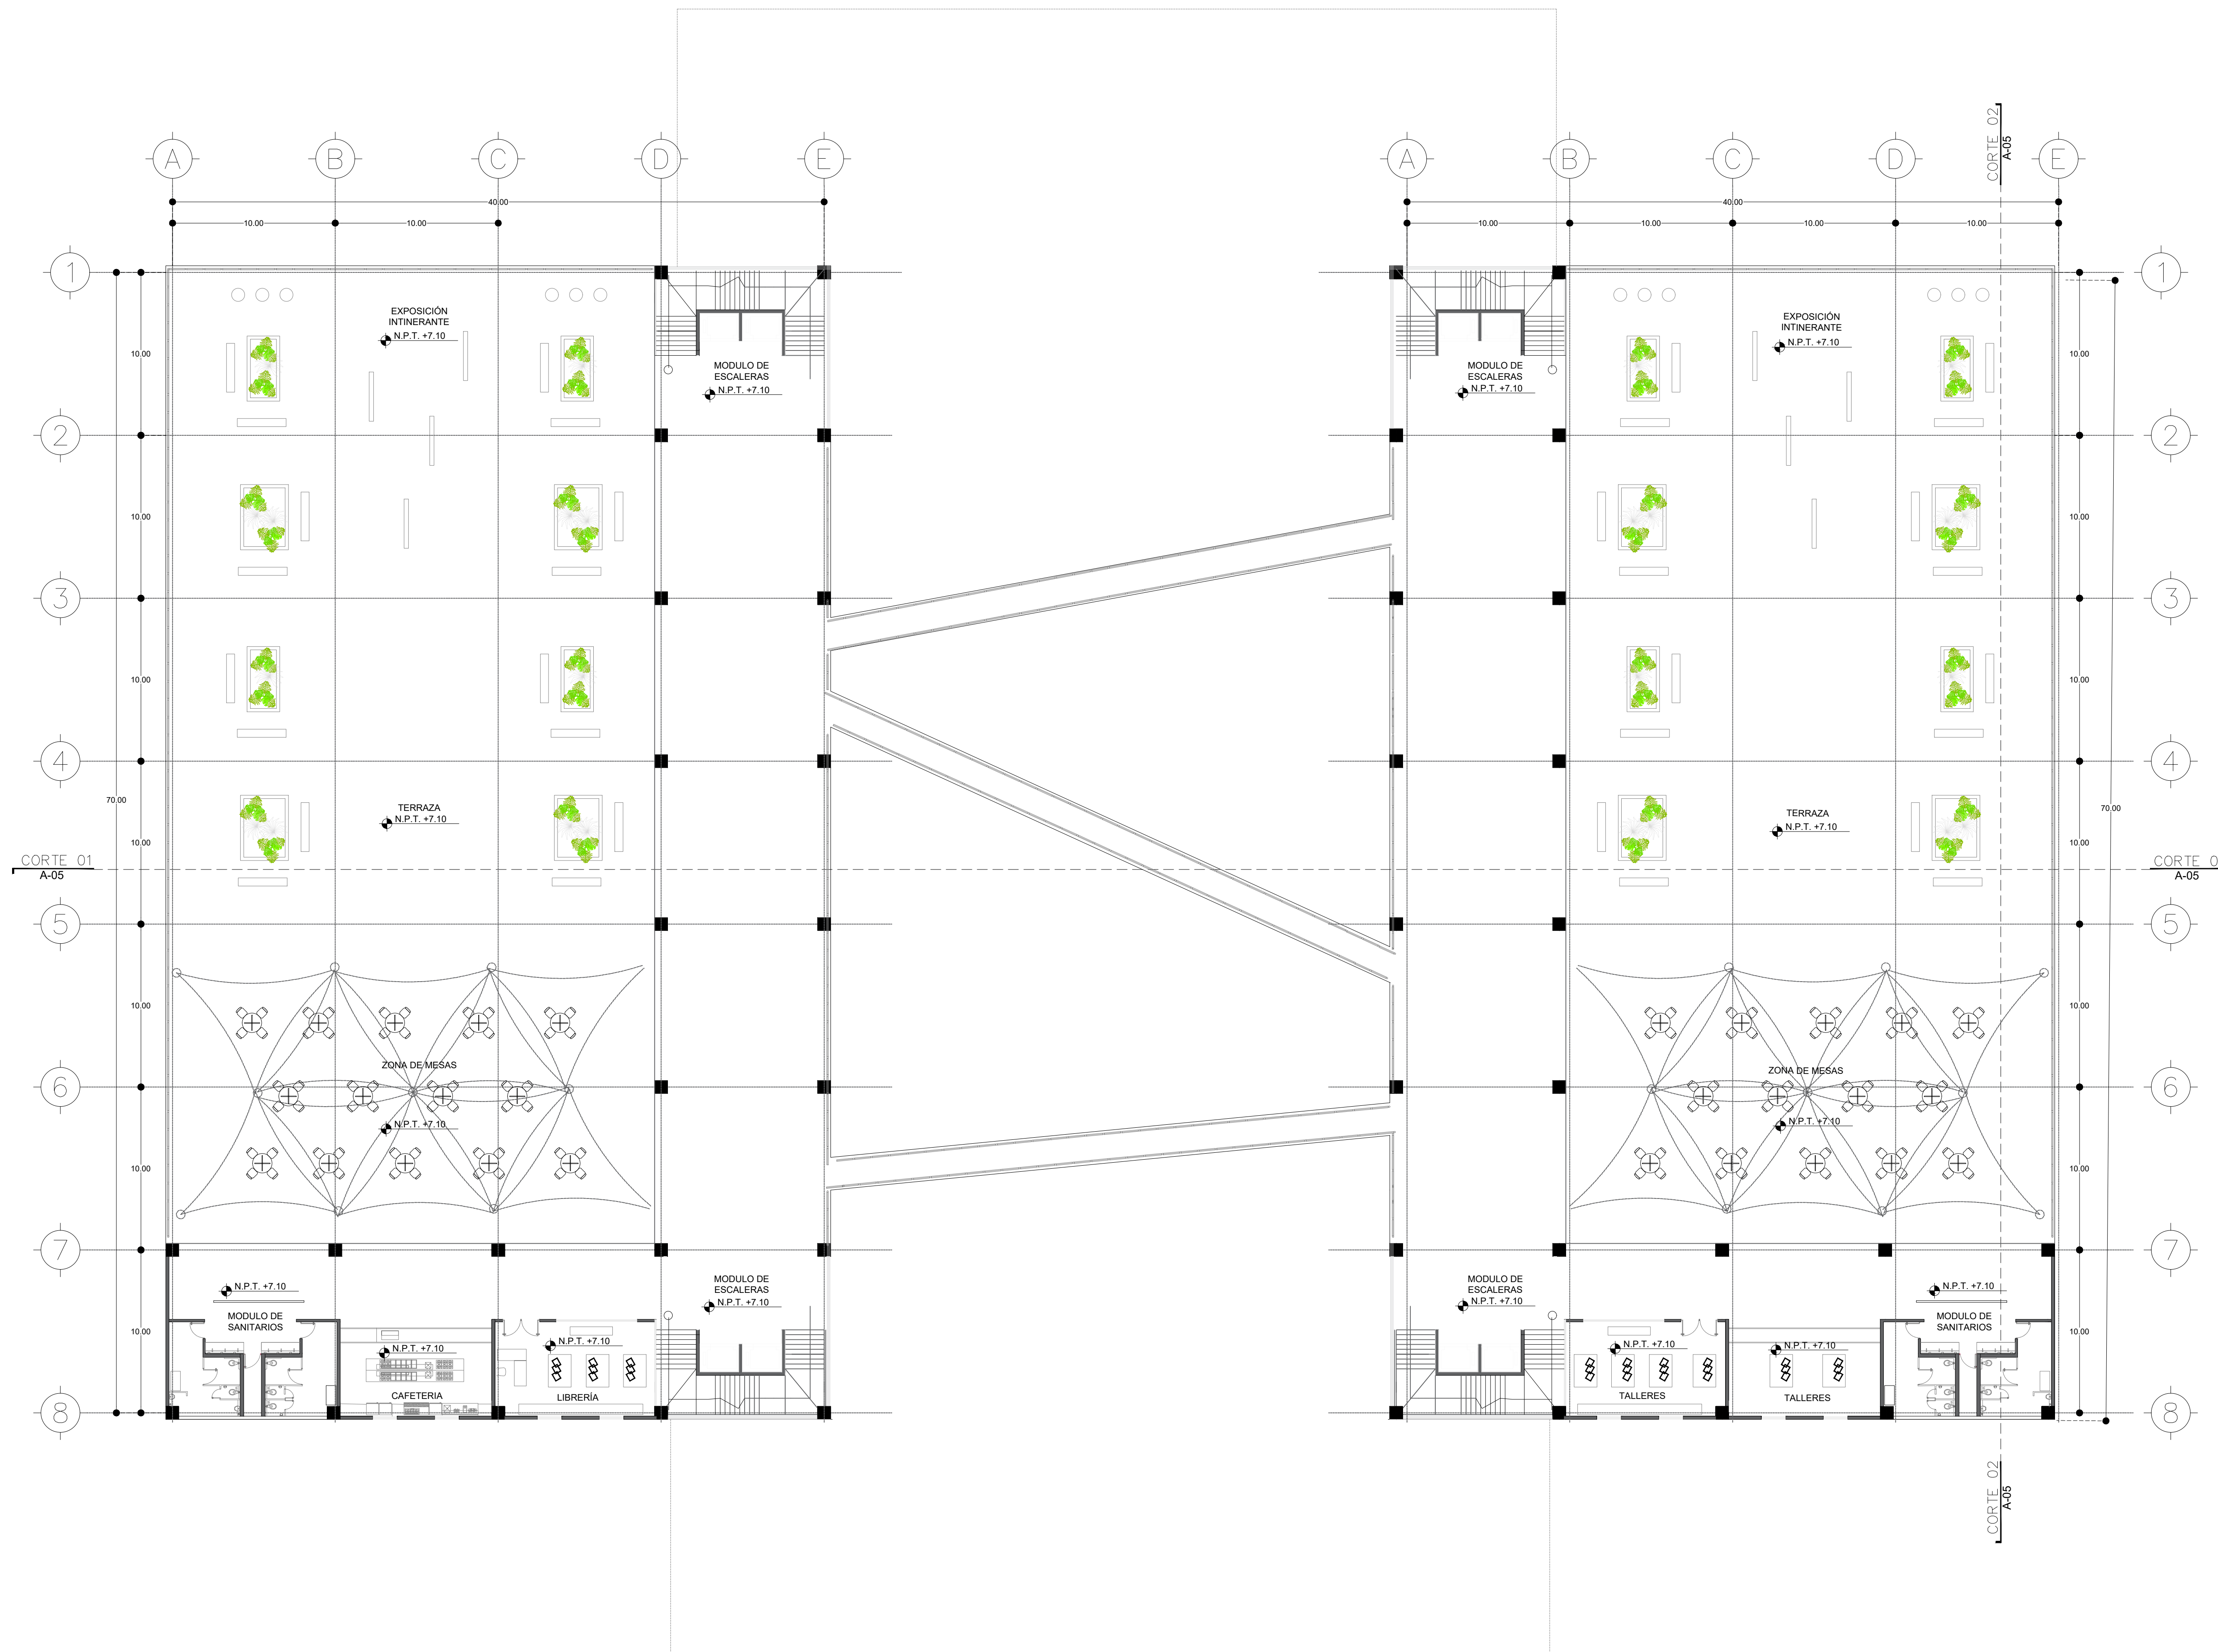 CORTE 02
A-05
A
B
C
D
E
A
B
C
D
E
40.00
40.00
10.00
10.00
10.00
10.00
10.00
10.00
1
1
EXPOSICIÓN
INTINERANTE
N.P.T. +7.10
EXPOSICIÓN
INTINERANTE
N.P.T. +7.10
10.00
10.00
MODULO DE
ESCALERAS
N.P.T. +7.10
MODULO DE
ESCALERAS
N.P.T. +7.10
2
2
10.00
10.00
3
3
10.00
10.00
4
4
70.00
TERRAZA
N.P.T. +7.10
TERRAZA
N.P.T. +7.10
70.00
10.00
10.00
CORTE 01
A-05
CORTE 0
A-05
5
5
10.00
10.00
ZONA DE MESAS
ZONA DE MESAS
6
6
N.P.T. +7.10
N.P.T. +7.10
10.00
10.00
7
7
N.P.T. +7.10
MODULO DE
SANITARIOS
MODULO DE
ESCALERAS
N.P.T. +7.10
MODULO DE
ESCALERAS
N.P.T. +7.10
N.P.T. +7.10
MODULO DE
SANITARIOS
10.00
10.00
N.P.T. +7.10
CAFETERIA
N.P.T. +7.10
LIBRERÍA
N.P.T. +7.10
TALLERES
N.P.T. +7.10
TALLERES
8
8
CORTE 02
A-05